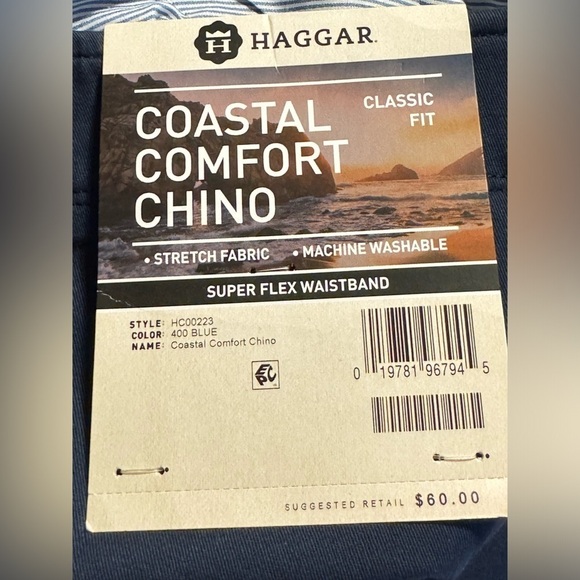 HAGGAR
COASTAL
COMFORT
CHINO
CLASSIC
FIT
• STRETCH FABRIC • MACHINE WASHABLE
SUPER FLEX WAISTBAND
STYLE: HC00223
COLOR: 400 BLUE
NAME: Coastal Comfort Chino
EPC
0 19781 96794 5
SUGGESTED RETAIL $60.00